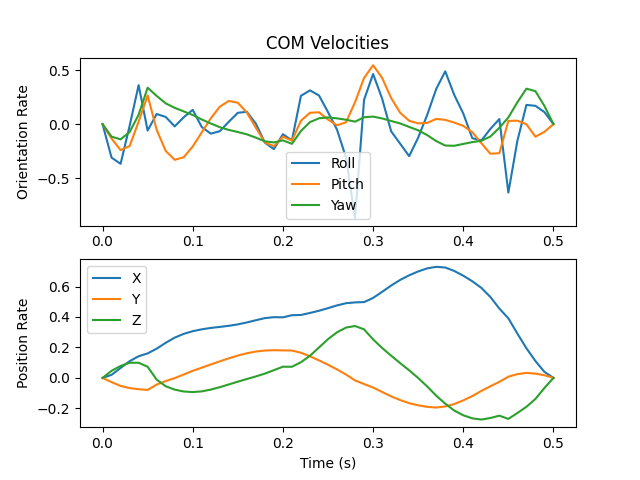 COM Velocities
Orientation Rate
0.5
0.0
−0.5
Roll
Pitch
Yaw
0.0 0.1 0.2 0.3 0.4 0.5
Position Rate
0.6
0.4
0.2
0.0
−0.2
X
Y
Z
0.0 0.1 0.2 0.3 0.4 0.5
Time (s)